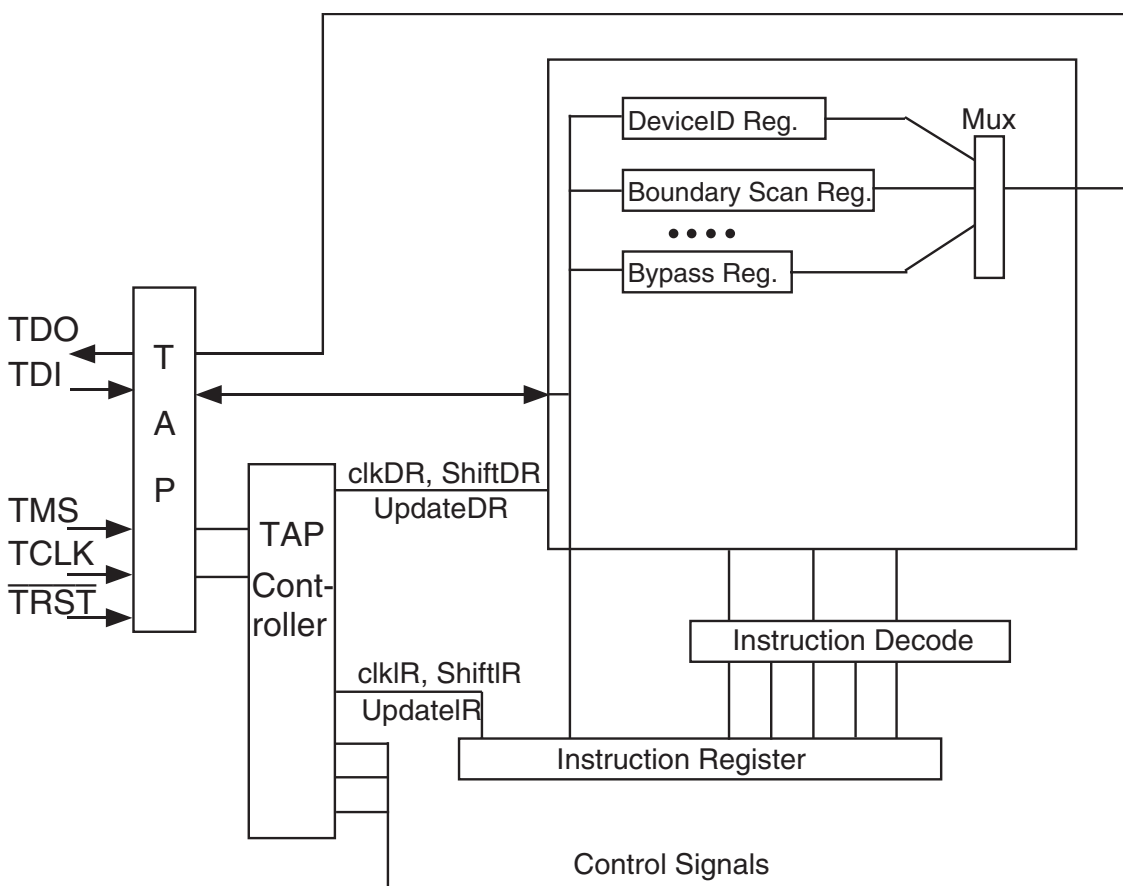 DeviceID Reg.
Mux
Boundary Scan Reg.
Bypass Reg.
TDO
TDI
T
A
P
TMS
TCLK
TRST
clkDR, ShiftDR
UpdateDR
TAP
Cont-
roller
Instruction Decode
clkIR, ShiftIR
UpdateIR
Instruction Register
Control Signals